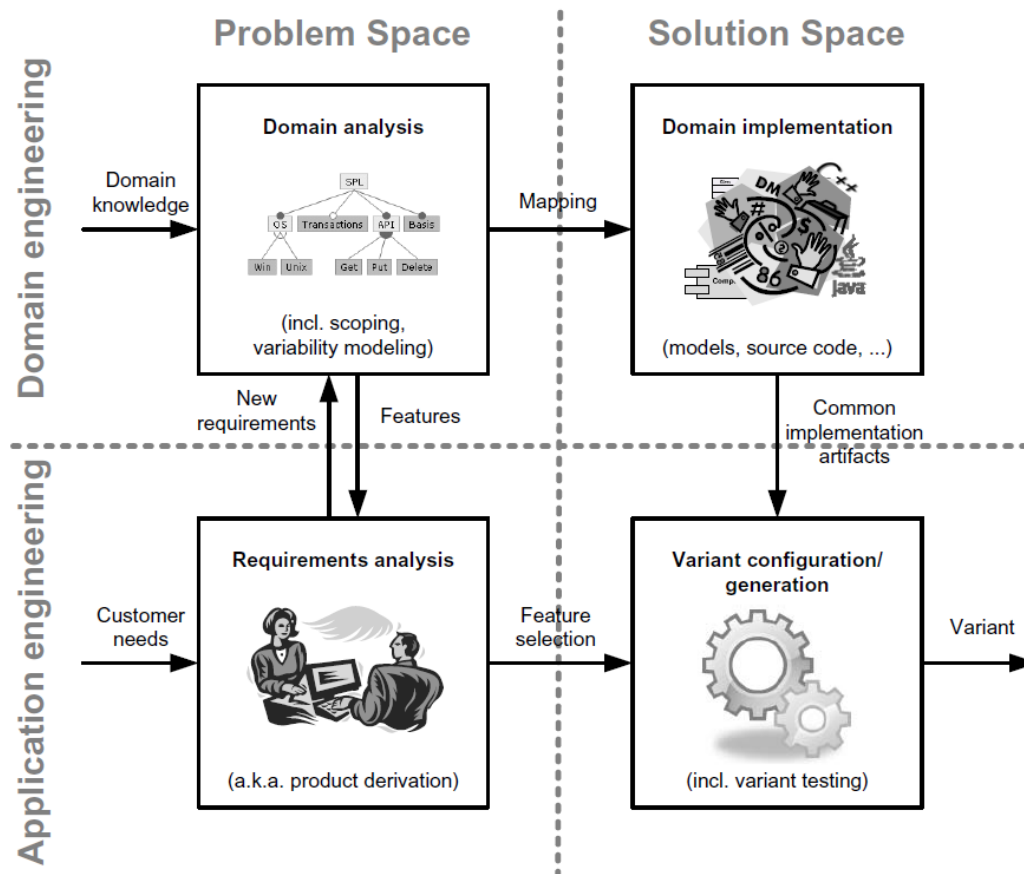 Problem Space
Solution Space
Domain engineering
Domain analysis
Domain implementation
Domain
knowledge
SPL
OS
Transactions
API
Basis
Win
Unix
Get
Put
Delete
Mapping
DM
C++
#
$
86
Comp.
java
(incl. scoping,
variability modeling)
(models, source code, ...)
New
requirements
Features
Common
implementation
artifacts
Application engineering
Requirements analysis
Variant configuration/
generation
Customer
needs
Feature
selection
Variant
(a.k.a. product derivation)
(incl. variant testing)